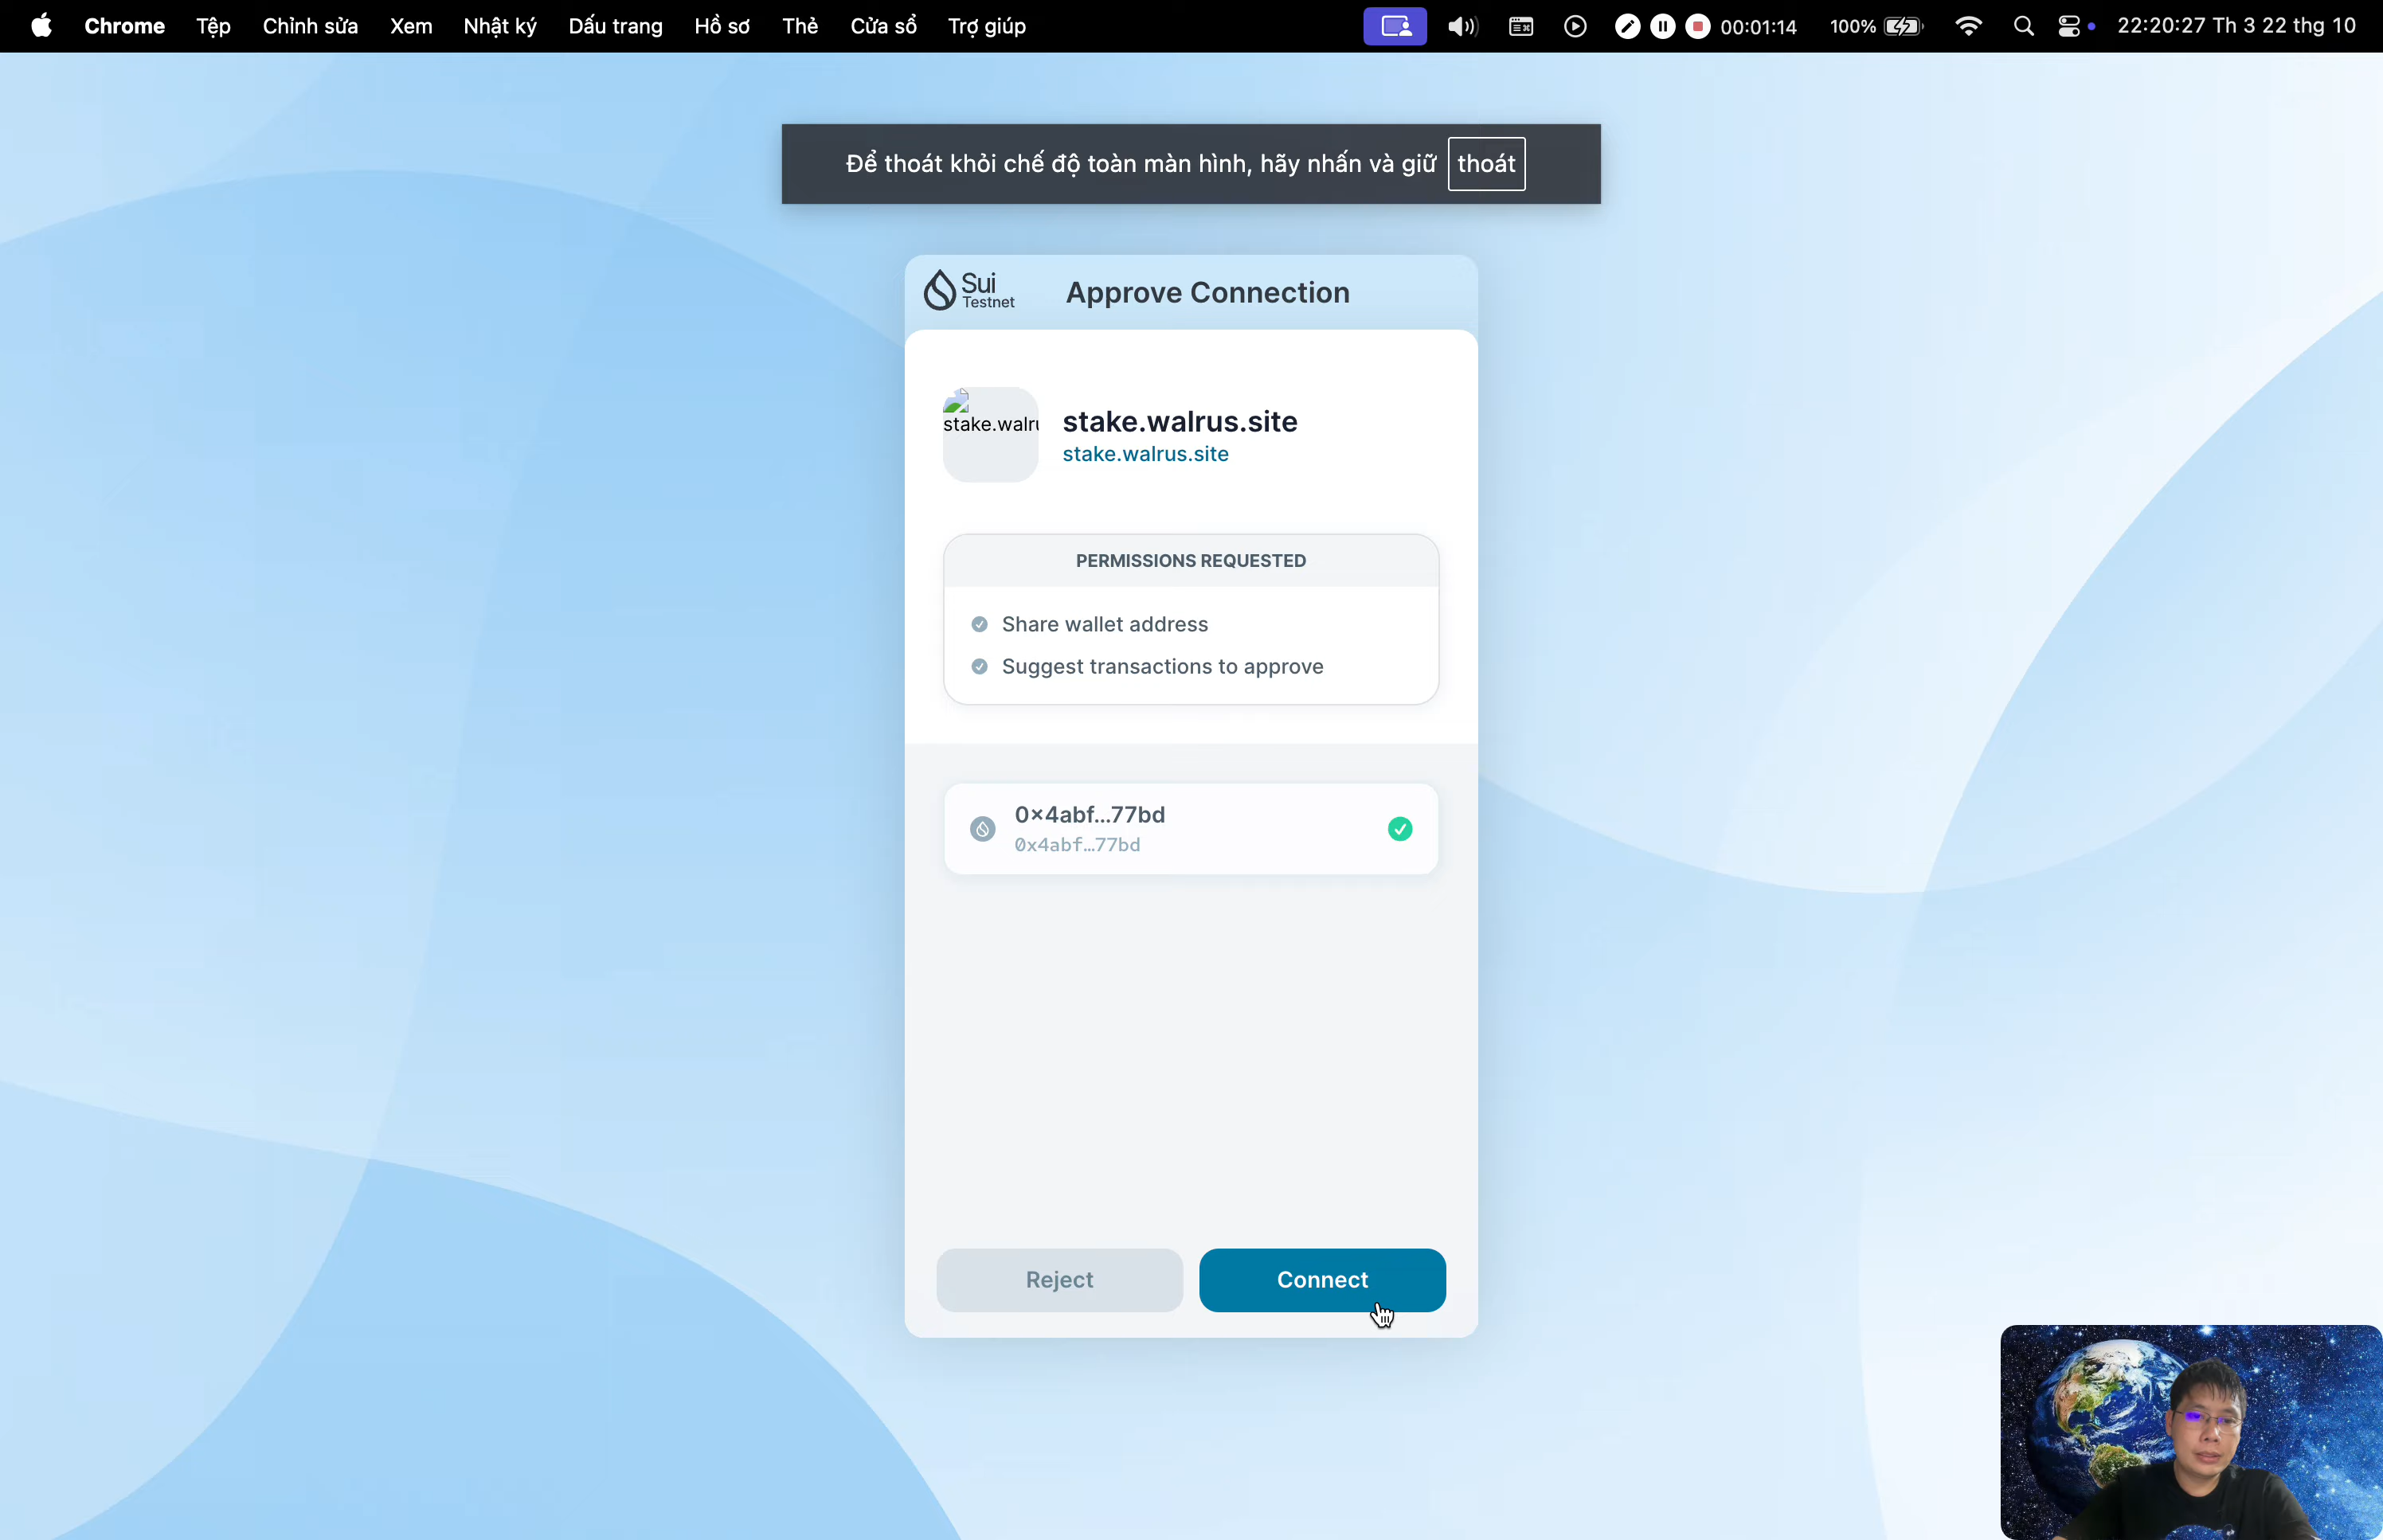 Chrome Tệp Chỉnh sửa Xem Nhật ký Dấu trang Hồ sơ Thẻ Cửa sổ Trợ giúp 00:01:14 100% 22:20:27 Th 3 22 thg 10
Để thoát khỏi chế độ toàn màn hình, hãy nhấn và giữ thoát
Sui
Testnet
Approve Connection
stake.walru
stake.walrus.site
stake.walrus.site
PERMISSIONS REQUESTED
Share wallet address
Suggest transactions to approve
0×4abf…77bd
0x4abf…77bd
Reject Connect